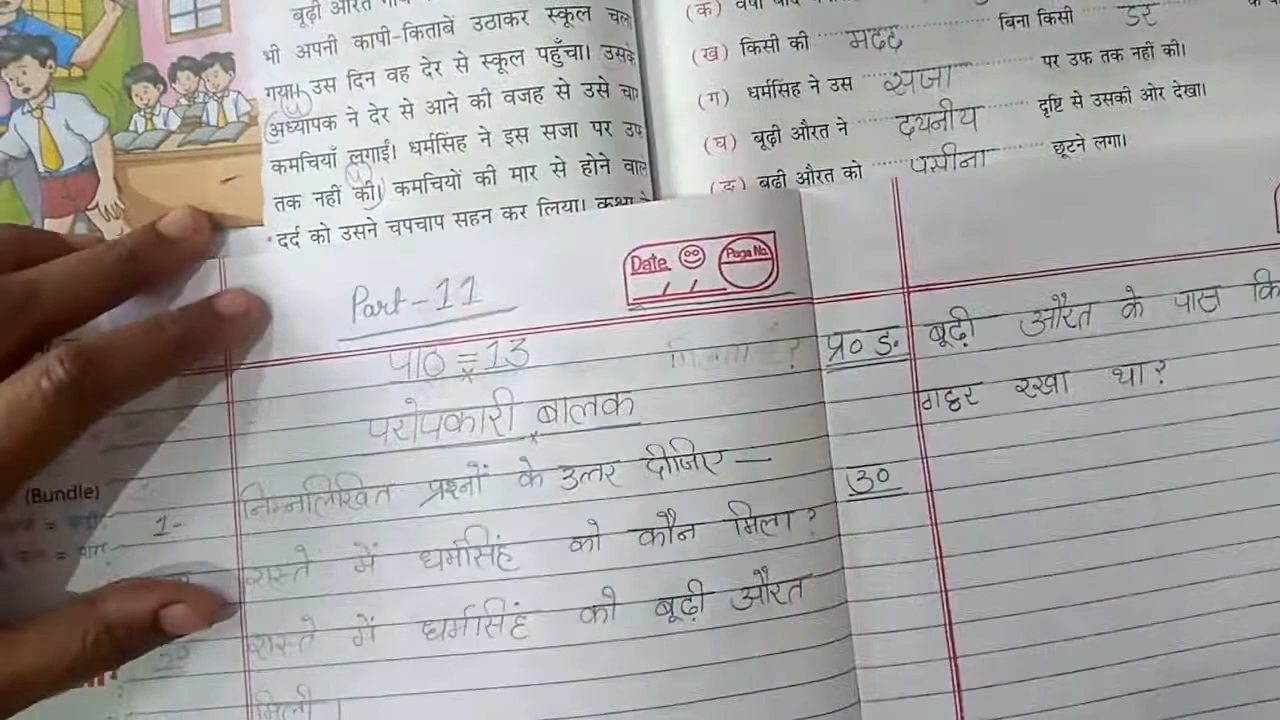 बूढ़ी औरत
भी अपनी कापी-किताबें उठाकर स्कूल चला
गया। उस दिन वह देर से स्कूल पहुँचा। उसके
अध्यापक ने देर से आने की वजह से उसे चार
कमचियाँ लगाईं। धर्मसिंह ने इस सजा पर उफ
तक नहीं की। कमचियों की मार से होने वाले
दर्द को उसने चुपचाप सहन कर लिया। कक्षा
(क)
(ख) किसी की मदद बिना किसी डर
(ग) धर्मसिंह ने उस सजा पर उफ तक नहीं की।
(घ) बूढ़ी औरत ने दयनीय दृष्टि से उसकी ओर देखा।
(ङ) बूढ़ी औरत को पसीना छूटने लगा।
Part-11
Date
Page No
पाठ = 13
परोपकारी बालक
निम्नलिखित प्रश्नों के उत्तर दीजिए —
1-
रास्ते में धर्मसिंह को कौन मिला?
रास्ते में धर्मसिंह को बूढ़ी औरत
मिली।
(Bundle)
प्र० ड. बूढ़ी औरत के पास कि
गट्ठर रखा था?
उ०